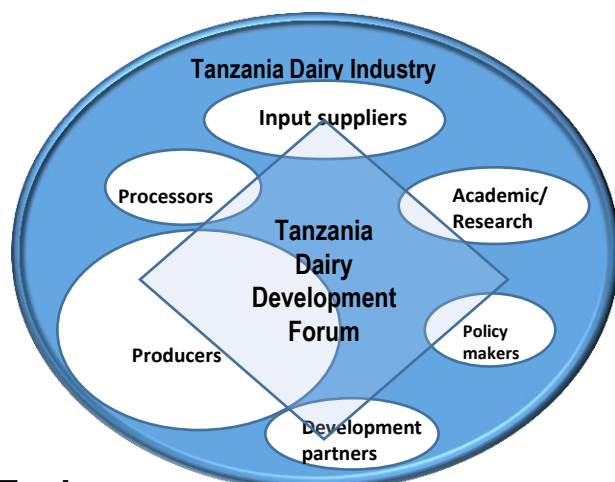 Tanzania Dairy Industry
Input suppliers
Processors
Academic/
Research
Tanzania
Dairy
Development
Forum
Producers
Policy
makers
Development
partners